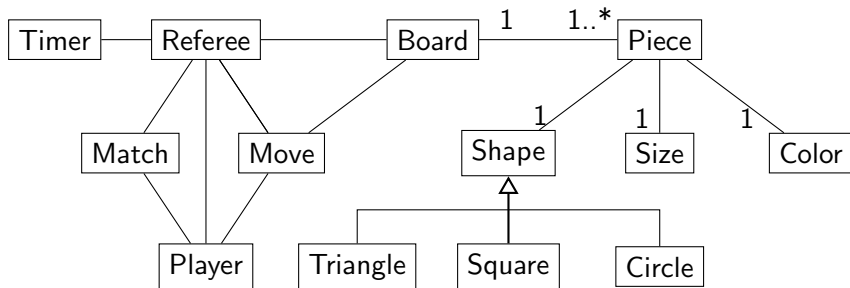 Timer
Referee
Board
1
1..*
Piece
1
1
1
Match
Move
Shape
Size
Color
Player
Triangle
Square
Circle